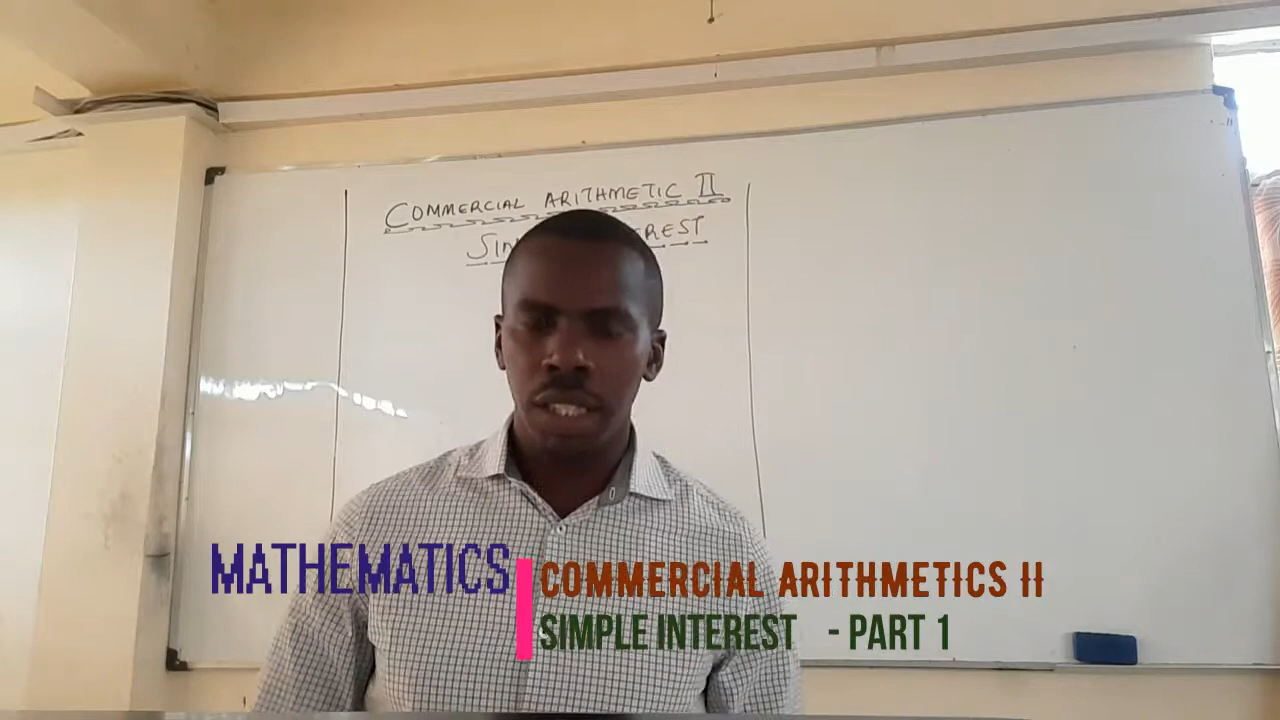 COMMERCIAL ARITHMETIC II
MATHEMATICS
COMMERCIAL ARITHMETICS II
SIMPLE INTEREST - PART 1